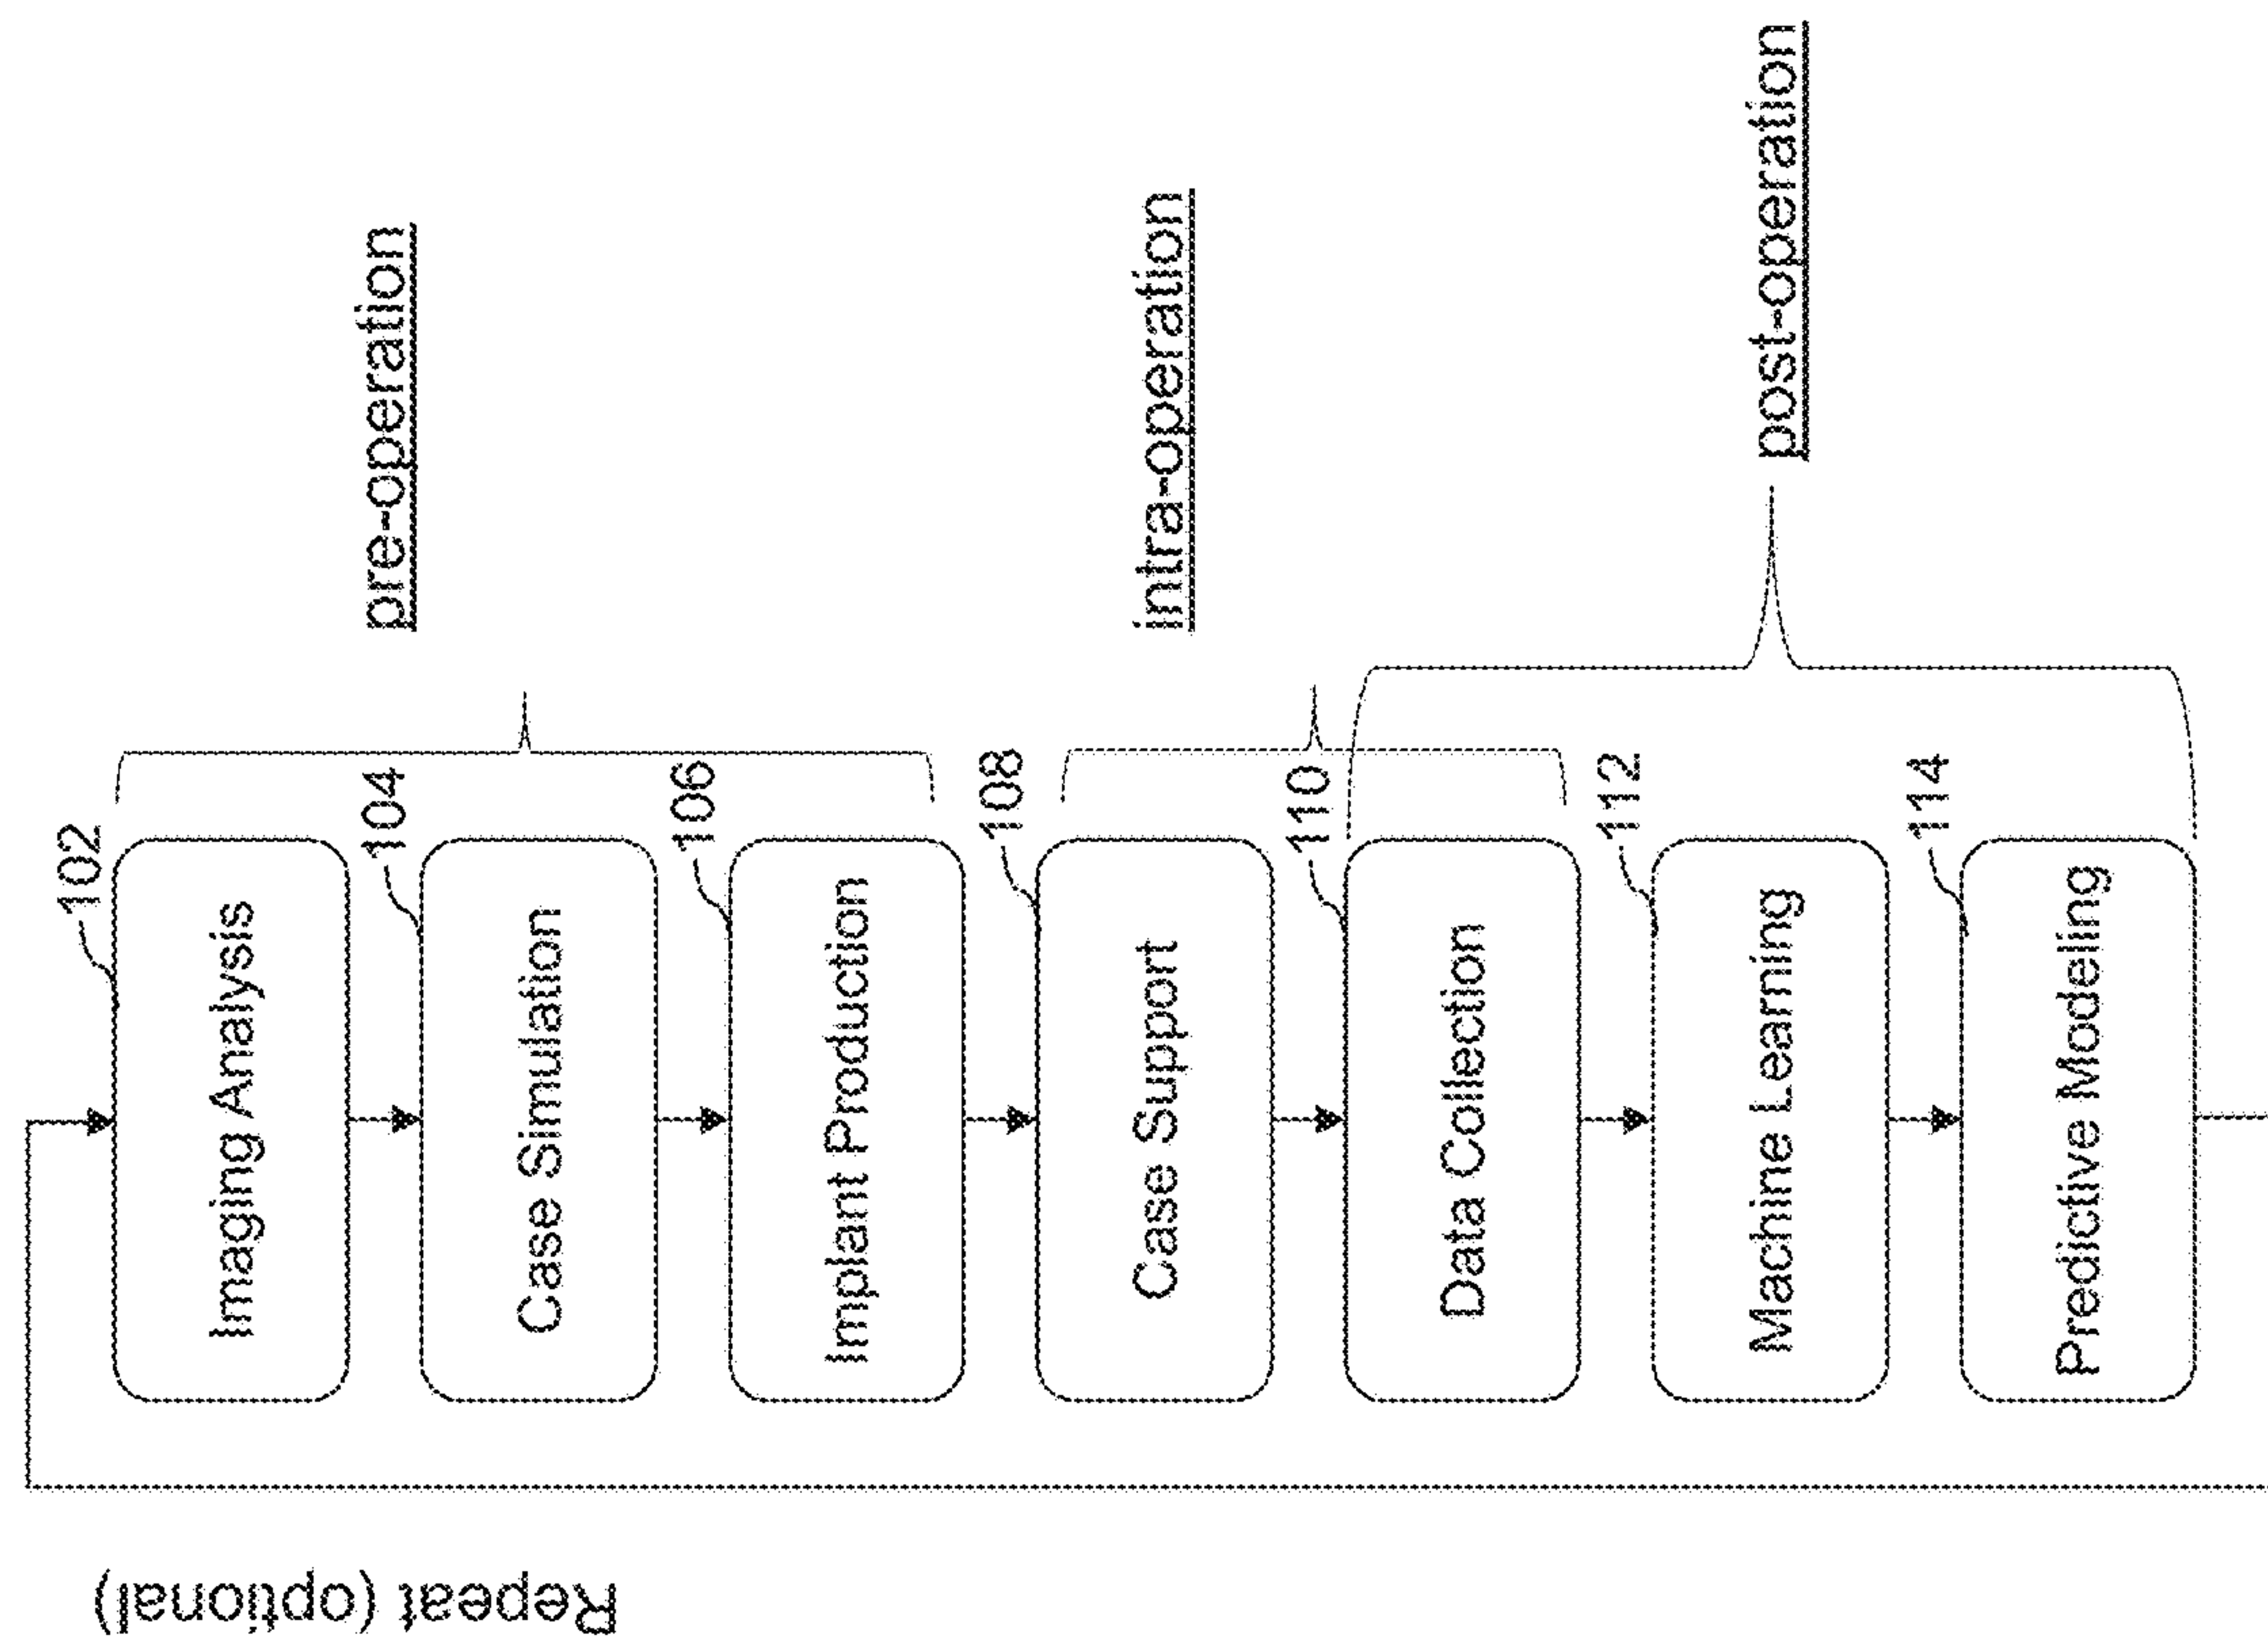 Repeat (optional)
102
Imaging Analysis
104
Case Simulation
106
Implant Production
pre-operation
108
Case Support
110
Data Collection
intra-operation
112
Machine Learning
114
Predictive Modeling
post-operation